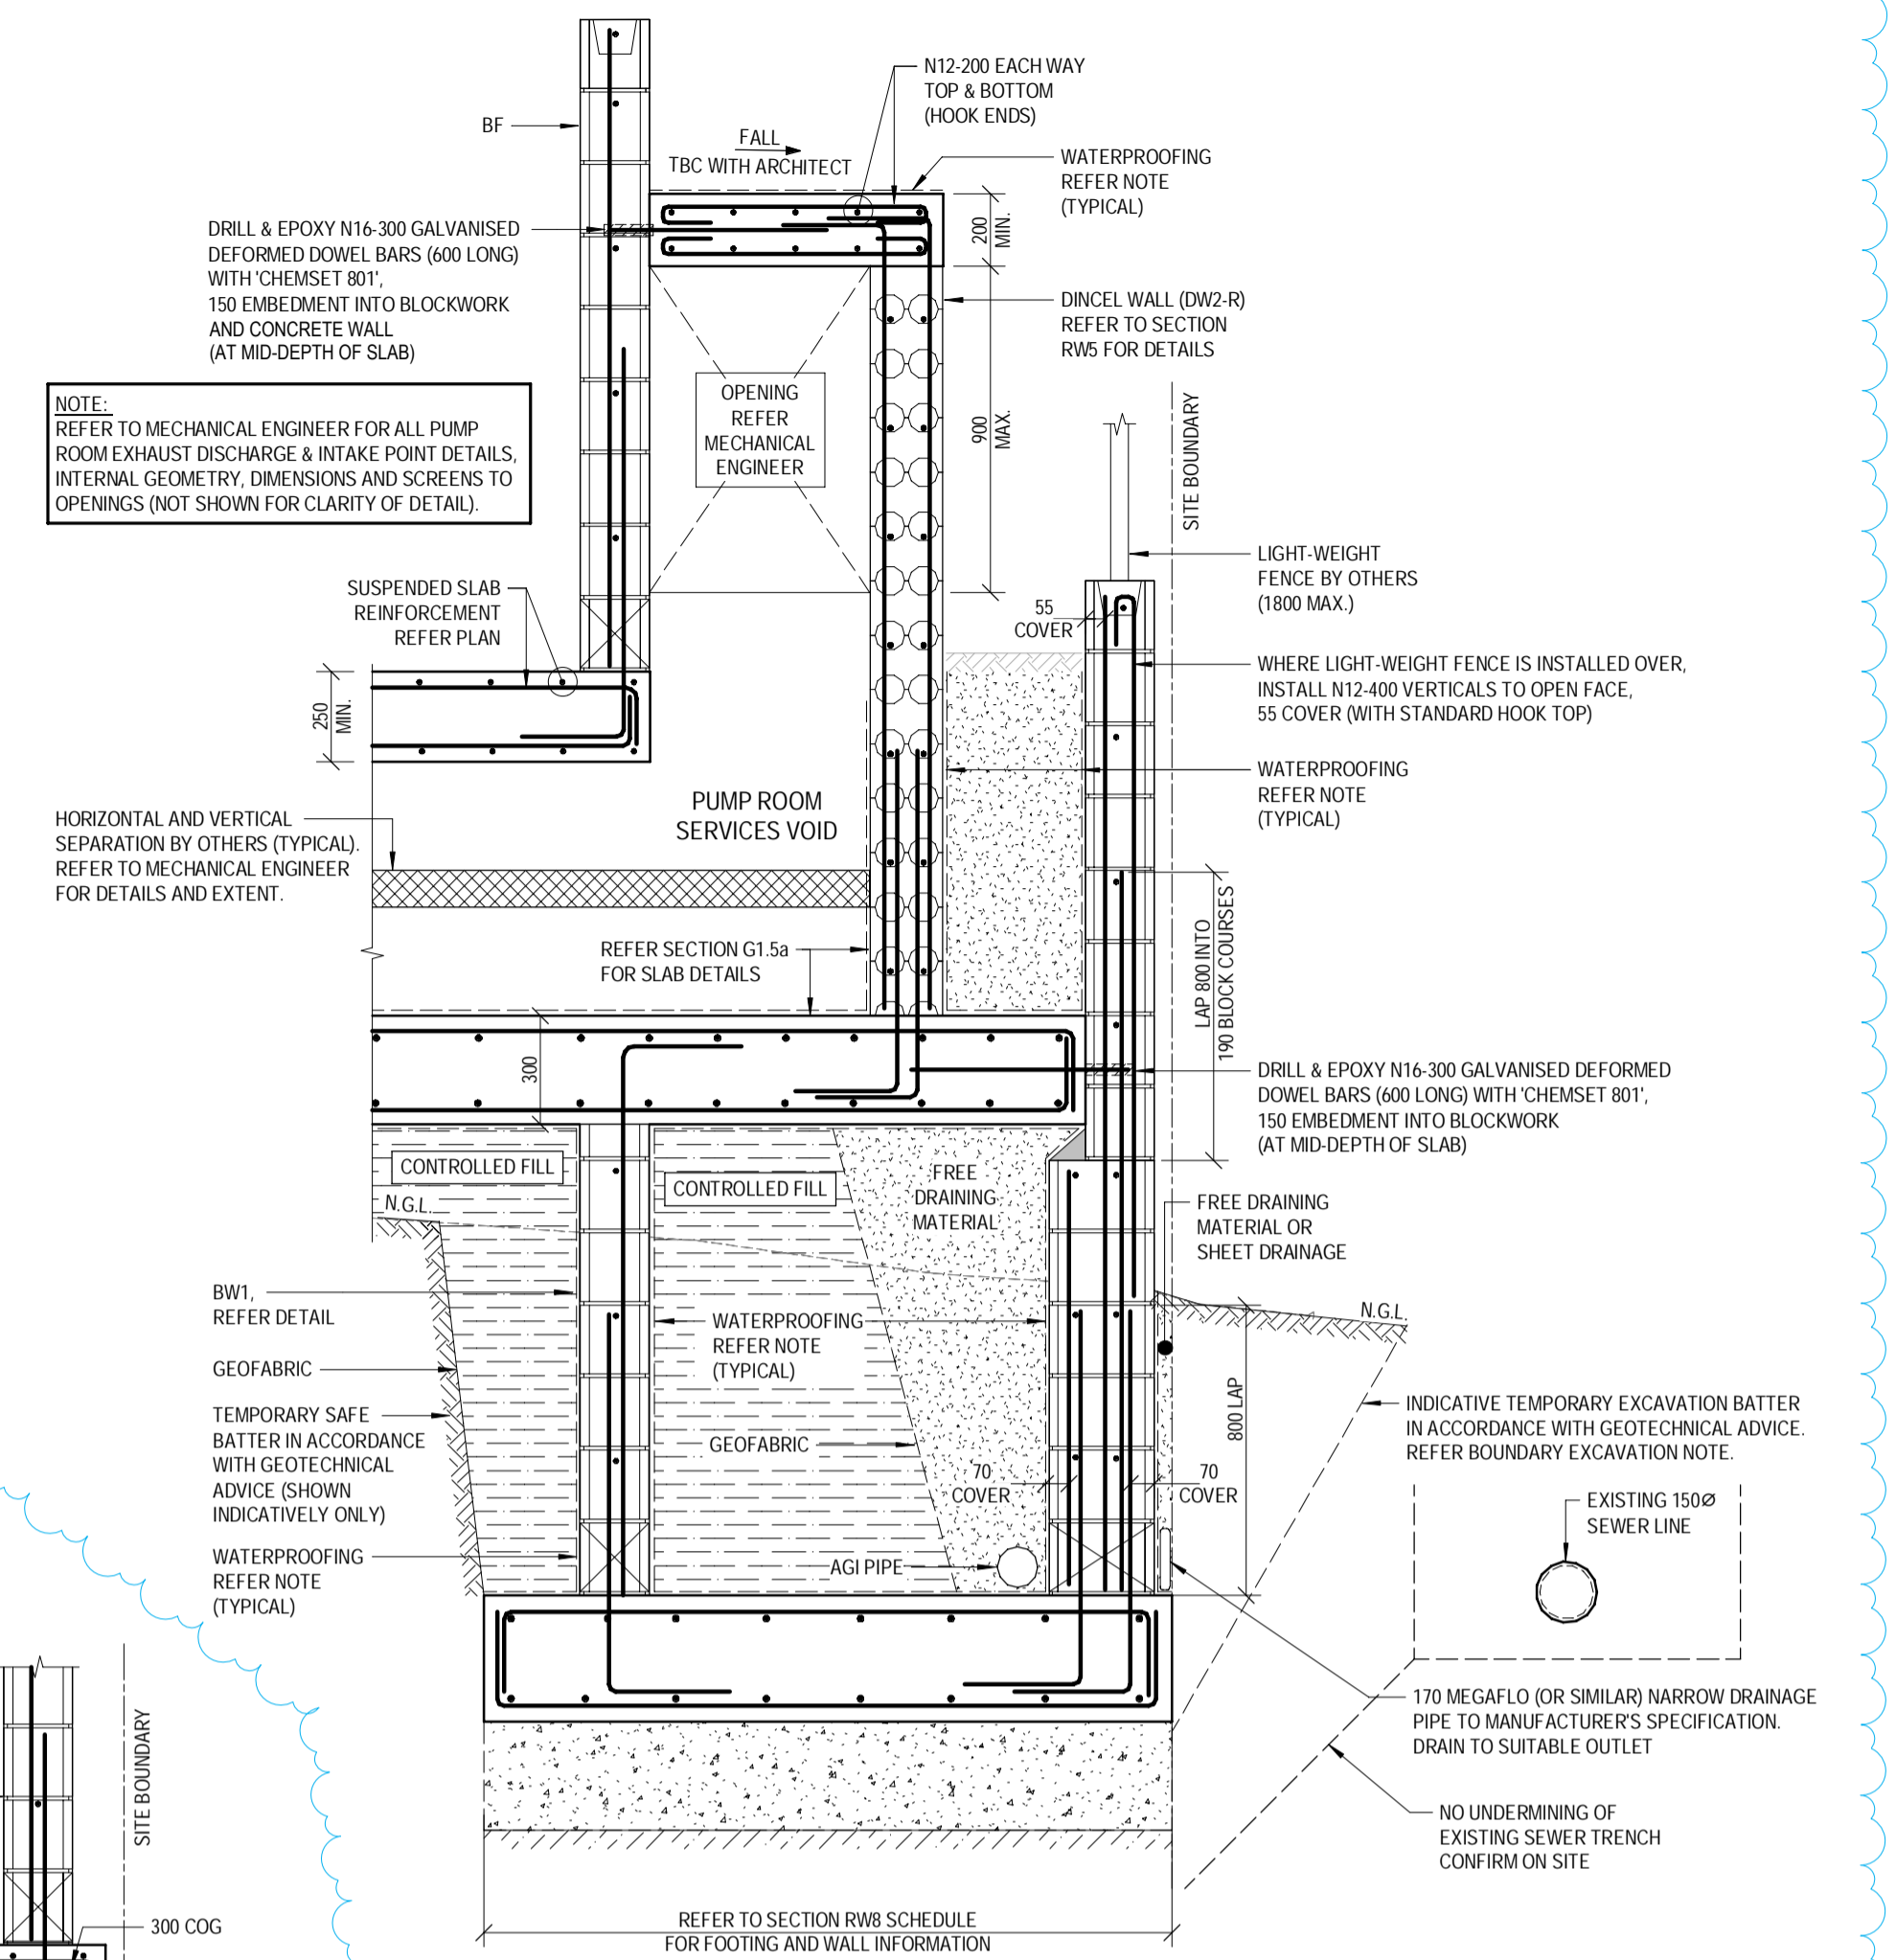 N12-200 EACH WAY
TOP & BOTTOM
(HOOK ENDS)
BF
FALL
TBC WITH ARCHITECT
WATERPROOFING
REFER NOTE
(TYPICAL)
DRILL & EPOXY N16-300 GALVANISED
DEFORMED DOWEL BARS (600 LONG)
WITH 'CHEMSET 801',
150 EMBEDMENT INTO BLOCKWORK
AND CONCRETE WALL
(AT MID-DEPTH OF SLAB)
200
MIN.
DINCEL WALL (DW2-R)
REFER TO SECTION
RW5 FOR DETAILS
NOTE:
REFER TO MECHANICAL ENGINEER FOR ALL PUMP
ROOM EXHAUST DISCHARGE & INTAKE POINT DETAILS,
INTERNAL GEOMETRY, DIMENSIONS AND SCREENS TO
OPENINGS (NOT SHOWN FOR CLARITY OF DETAIL).
OPENING
REFER
MECHANICAL
ENGINEER
900
MAX.
SITE BOUNDARY
LIGHT-WEIGHT
FENCE BY OTHERS
(1800 MAX.)
SUSPENDED SLAB
REINFORCEMENT
REFER PLAN
55
COVER
WHERE LIGHT-WEIGHT FENCE IS INSTALLED OVER,
INSTALL N12-400 VERTICALS TO OPEN FACE,
55 COVER (WITH STANDARD HOOK TOP)
250
MIN.
WATERPROOFING
REFER NOTE
(TYPICAL)
PUMP ROOM
SERVICES VOID
HORIZONTAL AND VERTICAL
SEPARATION BY OTHERS (TYPICAL).
REFER TO MECHANICAL ENGINEER
FOR DETAILS AND EXTENT.
LAP 800 INTO
190 BLOCK COURSES
REFER SECTION G1.5a
FOR SLAB DETAILS
300
DRILL & EPOXY N16-300 GALVANISED DEFORMED
DOWEL BARS (600 LONG) WITH 'CHEMSET 801',
150 EMBEDMENT INTO BLOCKWORK
(AT MID-DEPTH OF SLAB)
CONTROLLED FILL
CONTROLLED FILL
FREE
DRAINING
MATERIAL
N.G.L.
FREE DRAINING
MATERIAL OR
SHEET DRAINAGE
BW1,
REFER DETAIL
WATERPROOFING
REFER NOTE
(TYPICAL)
N.G.L.
GEOFABRIC
800 LAP
TEMPORARY SAFE
BATTER IN ACCORDANCE
WITH GEOTECHNICAL
ADVICE (SHOWN
INDICATIVELY ONLY)
INDICATIVE TEMPORARY EXCAVATION BATTER
IN ACCORDANCE WITH GEOTECHNICAL ADVICE.
REFER BOUNDARY EXCAVATION NOTE.
GEOFABRIC
70
COVER
70
COVER
EXISTING 150Ø
SEWER LINE
WATERPROOFING
REFER NOTE
(TYPICAL)
AGI PIPE
170 MEGAFLO (OR SIMILAR) NARROW DRAINAGE
PIPE TO MANUFACTURER'S SPECIFICATION.
DRAIN TO SUITABLE OUTLET
SITE BOUNDARY
NO UNDERMINING OF
EXISTING SEWER TRENCH
CONFIRM ON SITE
300 COG
REFER TO SECTION RW8 SCHEDULE
FOR FOOTING AND WALL INFORMATION